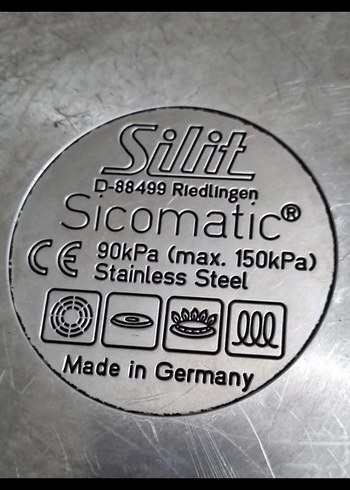 Silit
D-88499 Riedlingen
Sicomatic®
CE 90kPa (max. 150kPa)
Stainless Steel
Made in Germany